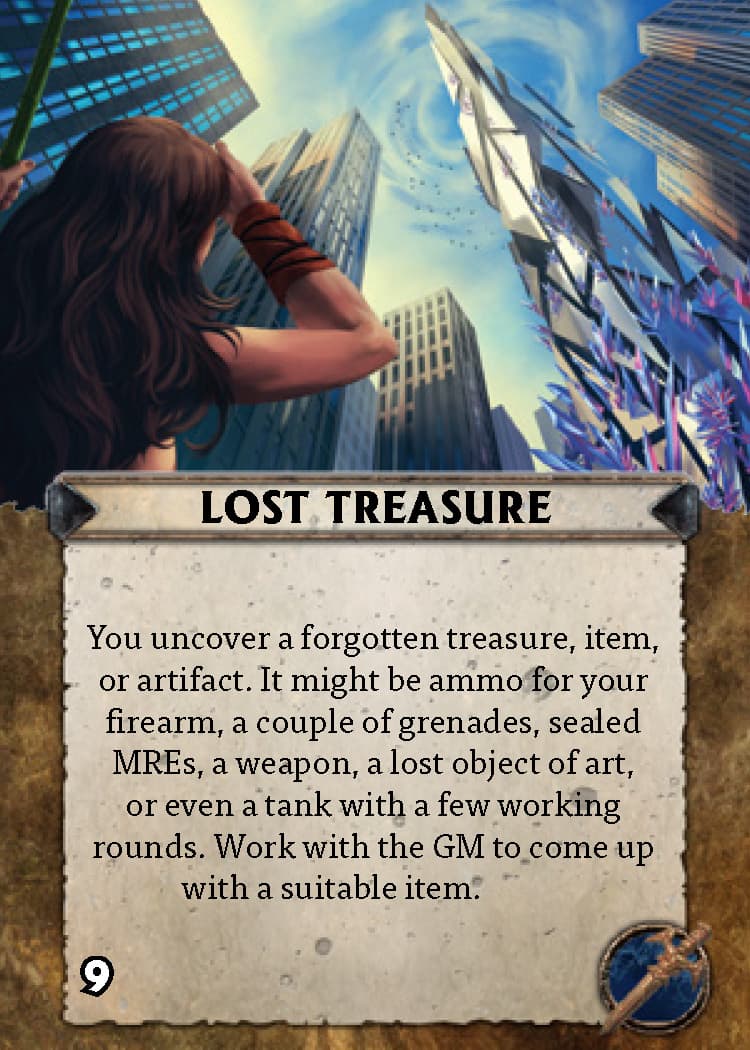 LOST TREASURE
You uncover a forgotten treasure, item,
or artifact. It might be ammo for your
firearm, a couple of grenades, sealed
MREs, a weapon, a lost object of art,
or even a tank with a few working
rounds. Work with the GM to come up
with a suitable item.
9